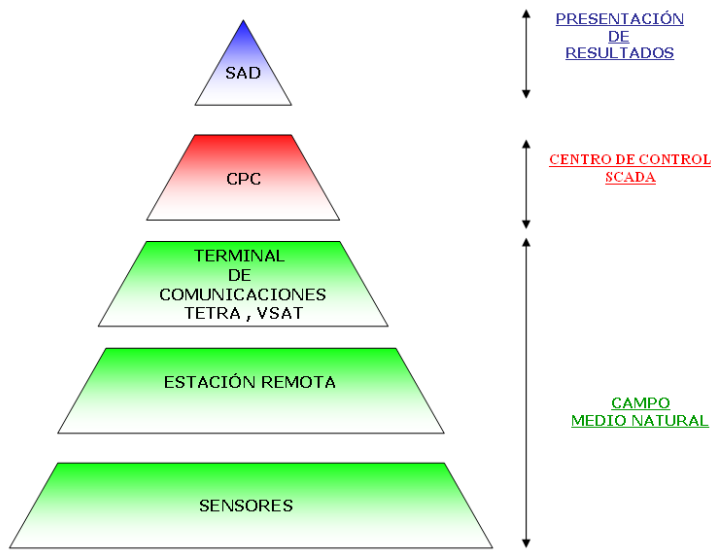 SAD
PRESENTACIÓN
DE
RESULTADOS
CPC
CENTRO DE CONTROL
SCADA
TERMINAL
DE
COMUNICACIONES
TETRA , VSAT
ESTACIÓN REMOTA
CAMPO
MEDIO NATURAL
SENSORES